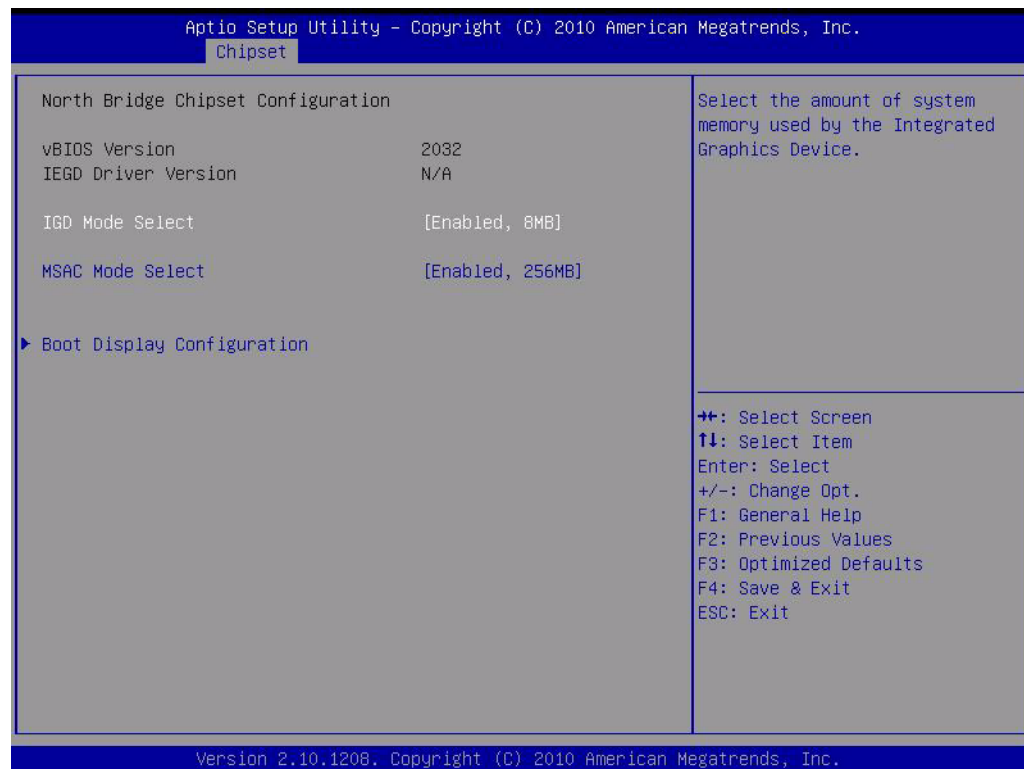 Aptio Setup Utility – Copyright (C) 2010 American Megatrends, Inc.
Chipset
North Bridge Chipset Configuration
vBIOS Version 2032
IEGD Driver Version N/A
IGD Mode Select [Enabled, 8MB]
MSAC Mode Select [Enabled, 256MB]
Boot Display Configuration
Select the amount of system
memory used by the Integrated
Graphics Device.
→←: Select Screen
↑↓: Select Item
Enter: Select
+/-: Change Opt.
F1: General Help
F2: Previous Values
F3: Optimized Defaults
F4: Save & Exit
ESC: Exit
Version 2.10.1208. Copyright (C) 2010 American Megatrends, Inc.